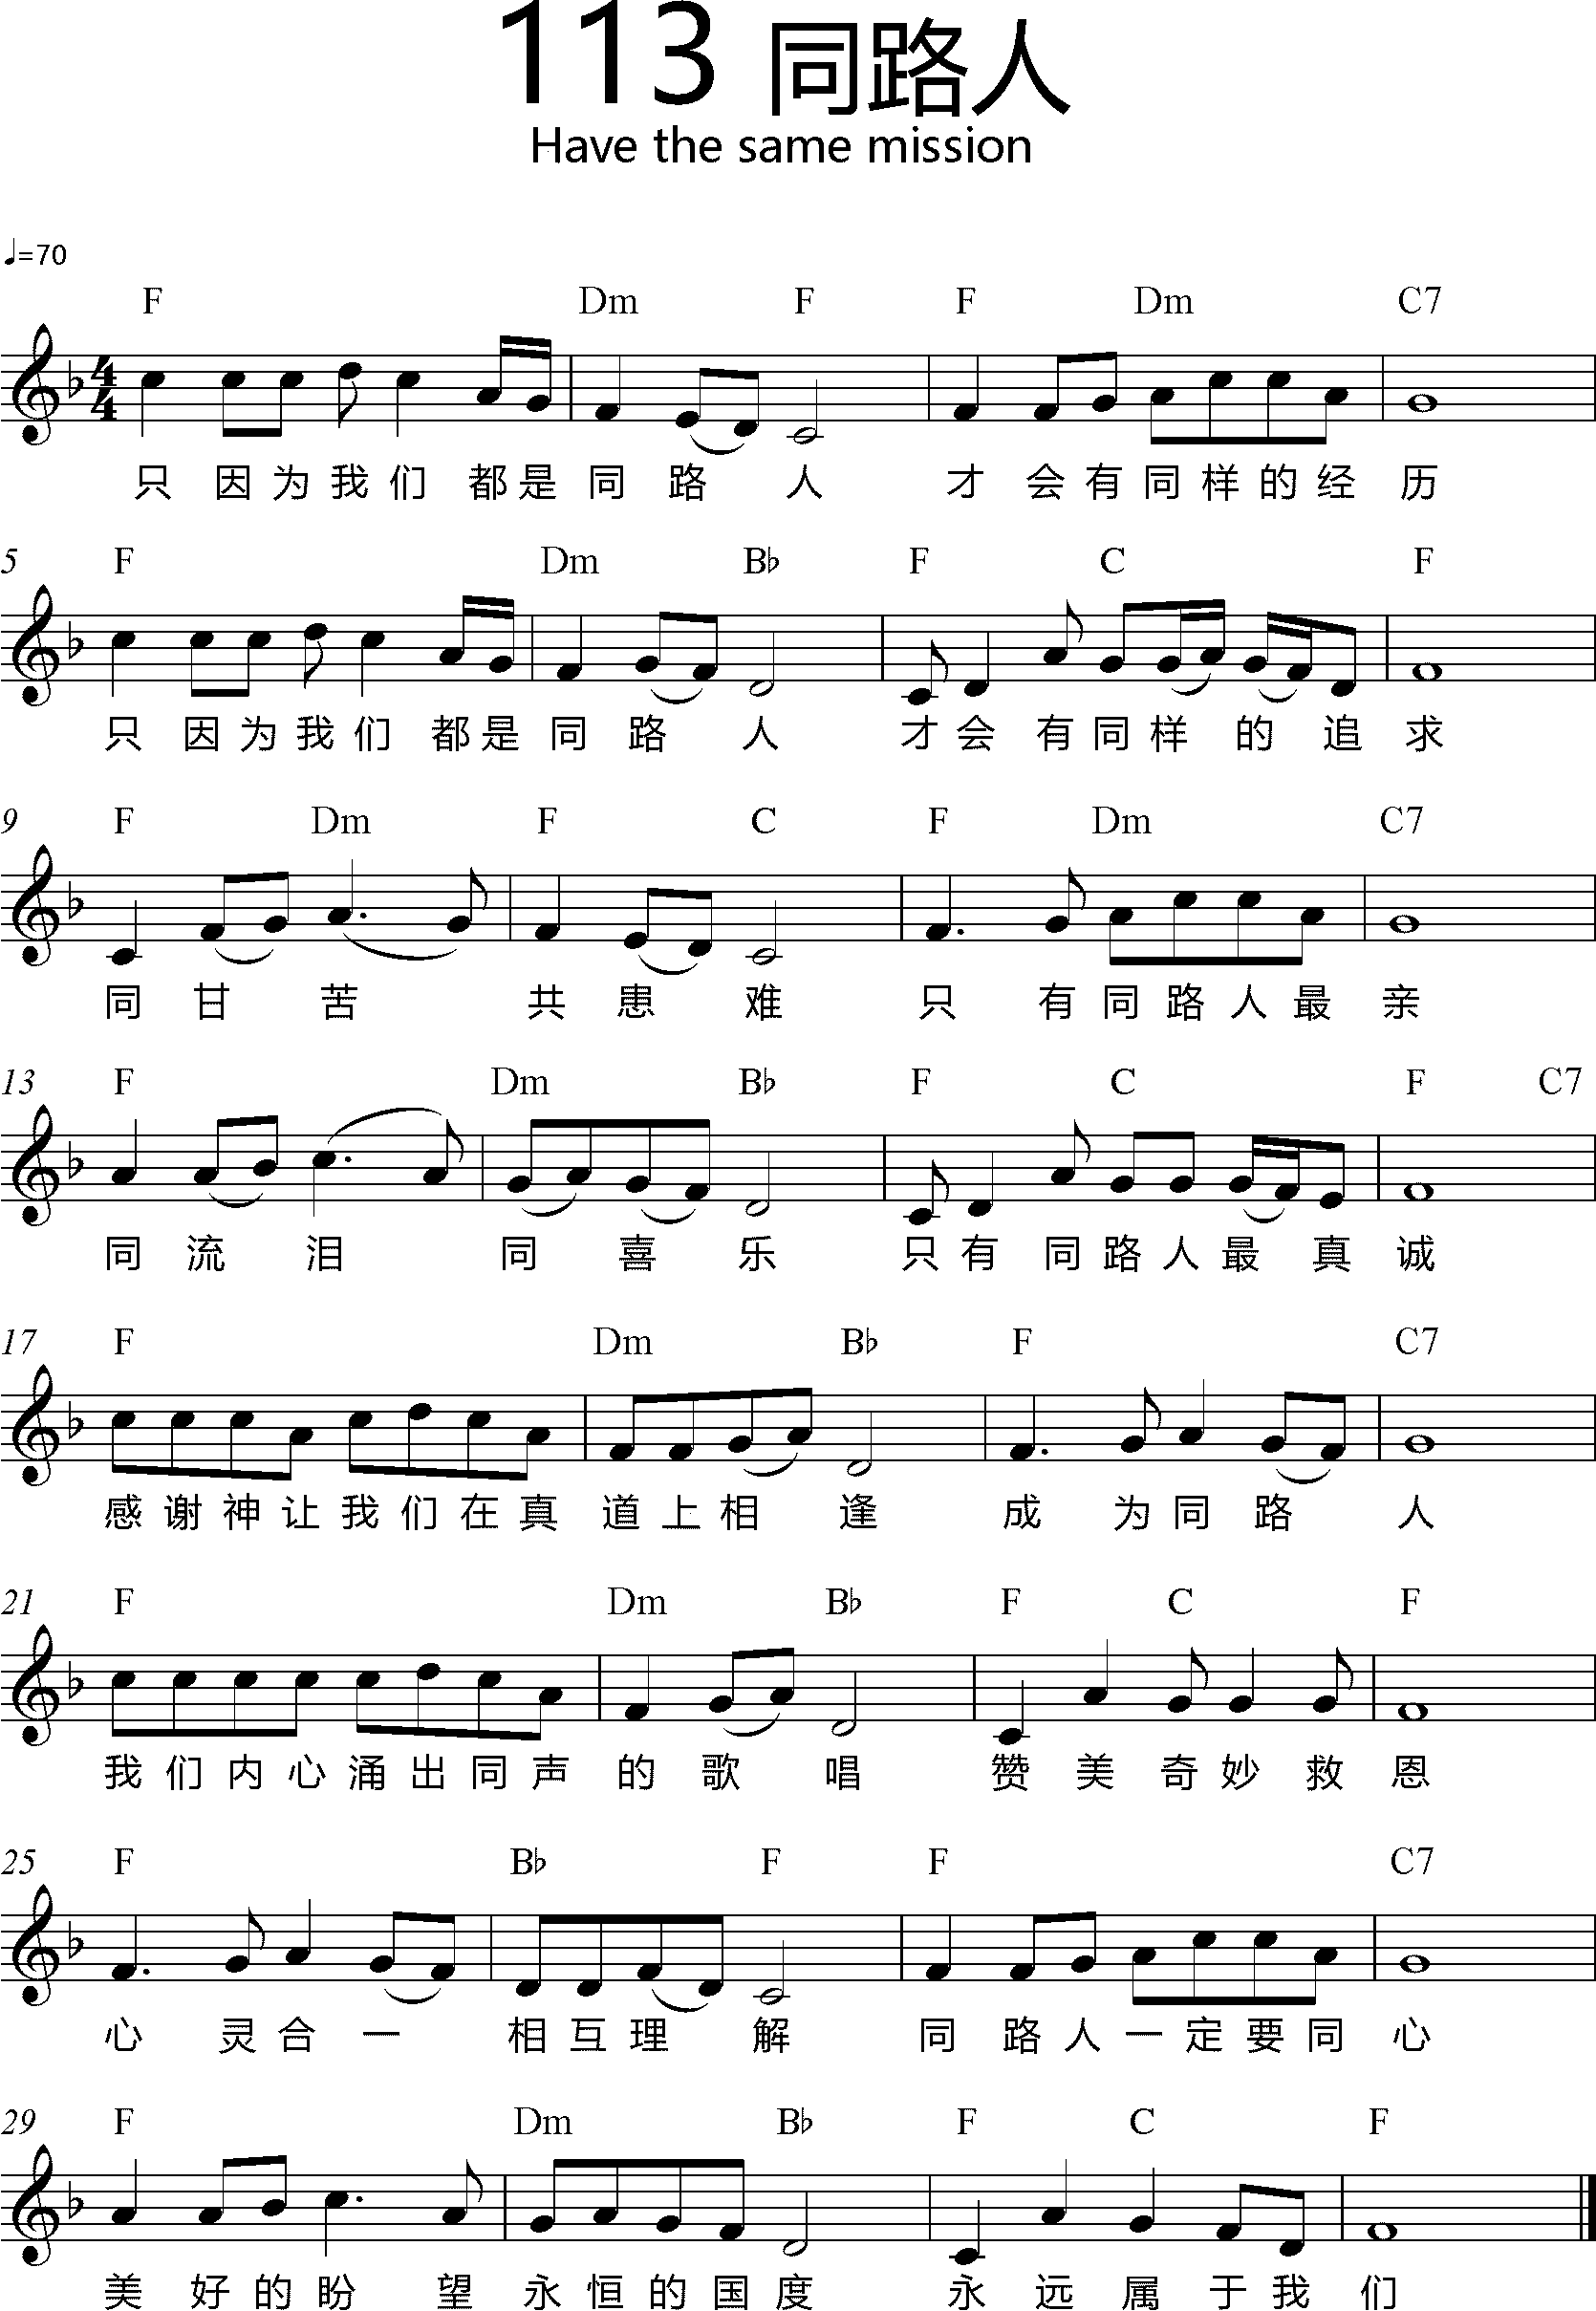 113 同路人
Have the same mission
♩=70
F Dm F F Dm C7
4
4
只 因 为 我 们 都 是 同 路 人 才 会 有 同 样 的 经 历
5 F Dm B♭ F C F
只 因 为 我 们 都 是 同 路 人 才 会 有 同 样 的 追 求
9 F Dm F C F Dm C7
同 甘 苦 共 患 难 只 有 同 路 人 最 亲
13 F Dm B♭ F C F C7
同 流 泪 同 喜 乐 只 有 同 路 人 最 真 诚
17 F Dm B♭ F C7
感 谢 神 让 我 们 在 真 道 上 相 逢 成 为 同 路 人
21 F Dm B♭ F C F
我 们 内 心 涌 出 同 声 的 歌 唱 赞 美 奇 妙 救 恩
25 F B♭ F F C7
心 灵 合 一 相 互 理 解 同 路 人 一 定 要 同 心
29 F Dm B♭ F C F
美 好 的 盼 望 永 恒 的 国 度 永 远 属 于 我 们